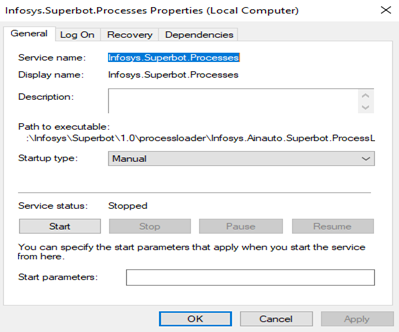 Infosys.Superbot.Processes Properties (Local Computer)
General Log On Recovery Dependencies
Service name: Infosys.Superbot.Processes
Display name: Infosys.Superbot.Processes
Description:
Path to executable:
:\Infosys\Superbot\1.0\processloader\Infosys.Ainauto.Superbot.ProcessL
Startup type: Manual
Service status: Stopped
Start Stop Pause Resume
You can specify the start parameters that apply when you start the service
from here.
Start parameters:
OK Cancel Apply